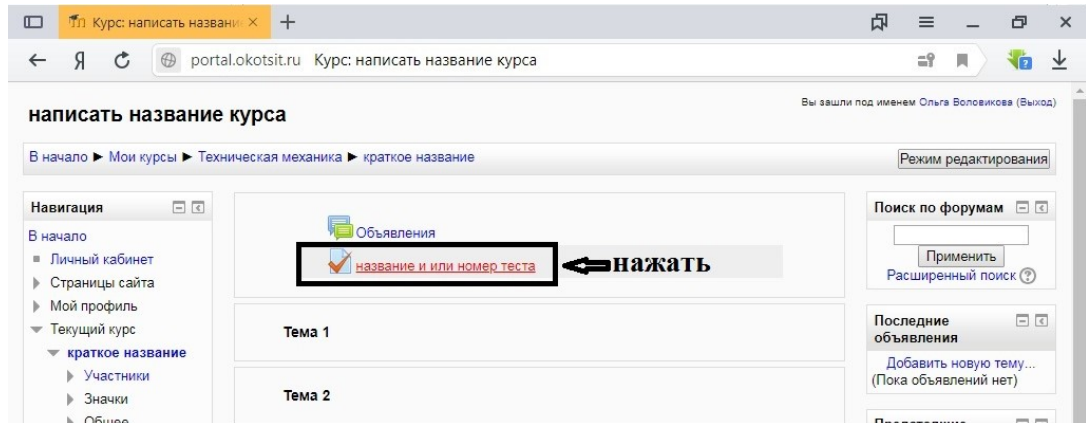 Курс: написать назван
portal.okotsit.ru Курс: написать название курса
Вы зашли под именем Ольга Воловикова (Выход)
написать название курса
В начало ► Мои курсы ► Техническая механика ► краткое название
Режим редактирования
Навигация
В начало
Личный кабинет
Страницы сайта
Мой профиль
Текущий курс
краткое название
Участники
Значки
Общее
Объявления
название и или номер теста
нажать
Тема 1
Тема 2
Поиск по форумам
Применить
Расширенный поиск
Последние
объявления
Добавить новую тему...
(Пока объявлений нет)